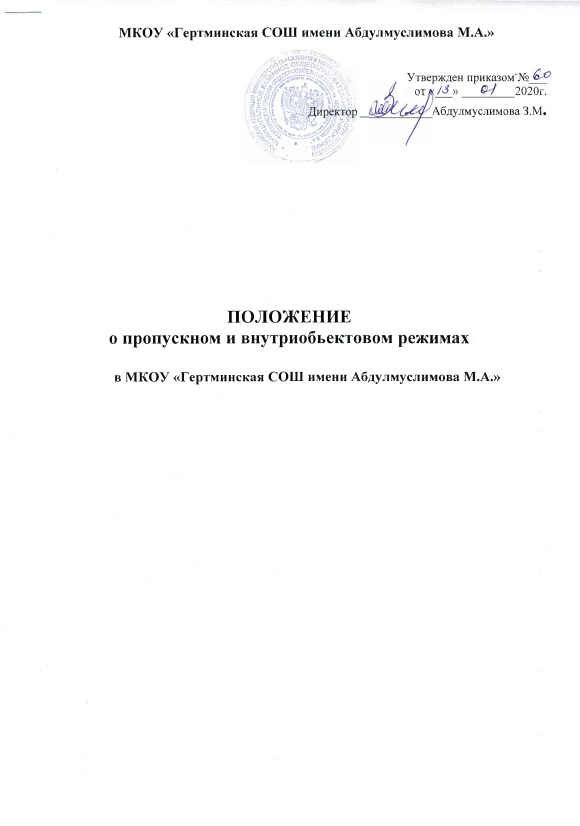 МКОУ «Гертминская СОШ имени Абдулмуслимова М.А.»
Утвержден приказом № 60
от « 13 » 01 2020г.
Директор Абдулмуслимова З.М.
ПОЛОЖЕНИЕ
о пропускном и внутриобьектовом режимах
в МКОУ «Гертминская СОШ имени Абдулмуслимова М.А.»